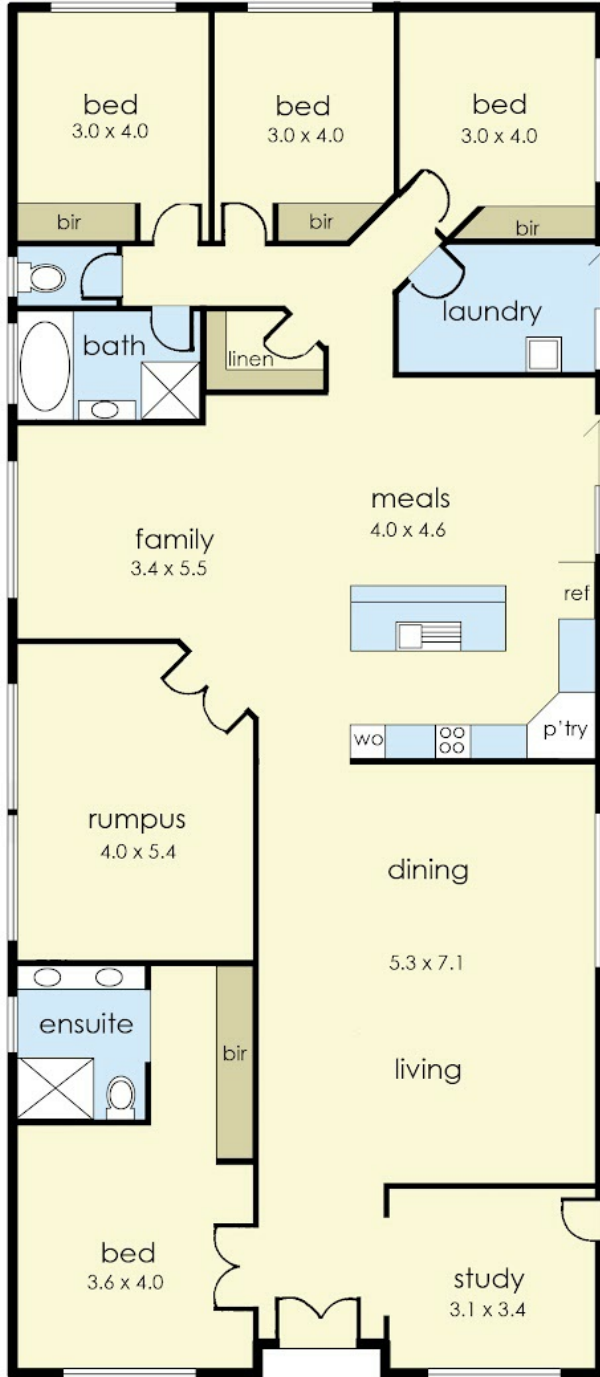 bed
3.0 x 4.0
bed
3.0 x 4.0
bed
3.0 x 4.0
bir
bir
bir
laundry
bath
linen
meals
4.0 x 4.6
family
3.4 x 5.5
ref
wo
p'try
rumpus
4.0 x 5.4
dining
5.3 x 7.1
ensuite
bir
living
bed
3.6 x 4.0
study
3.1 x 3.4